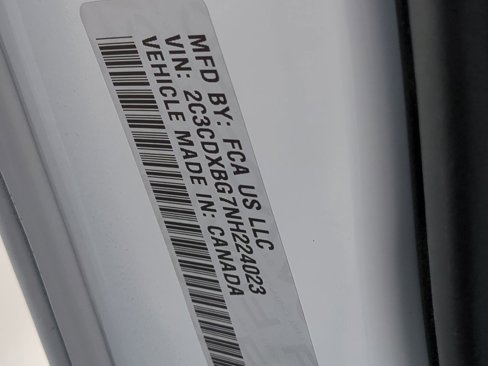 MFD BY: FCA US LLC
VIN: 2C3CDXBG7NH224023
VEHICLE MADE IN: CANADA